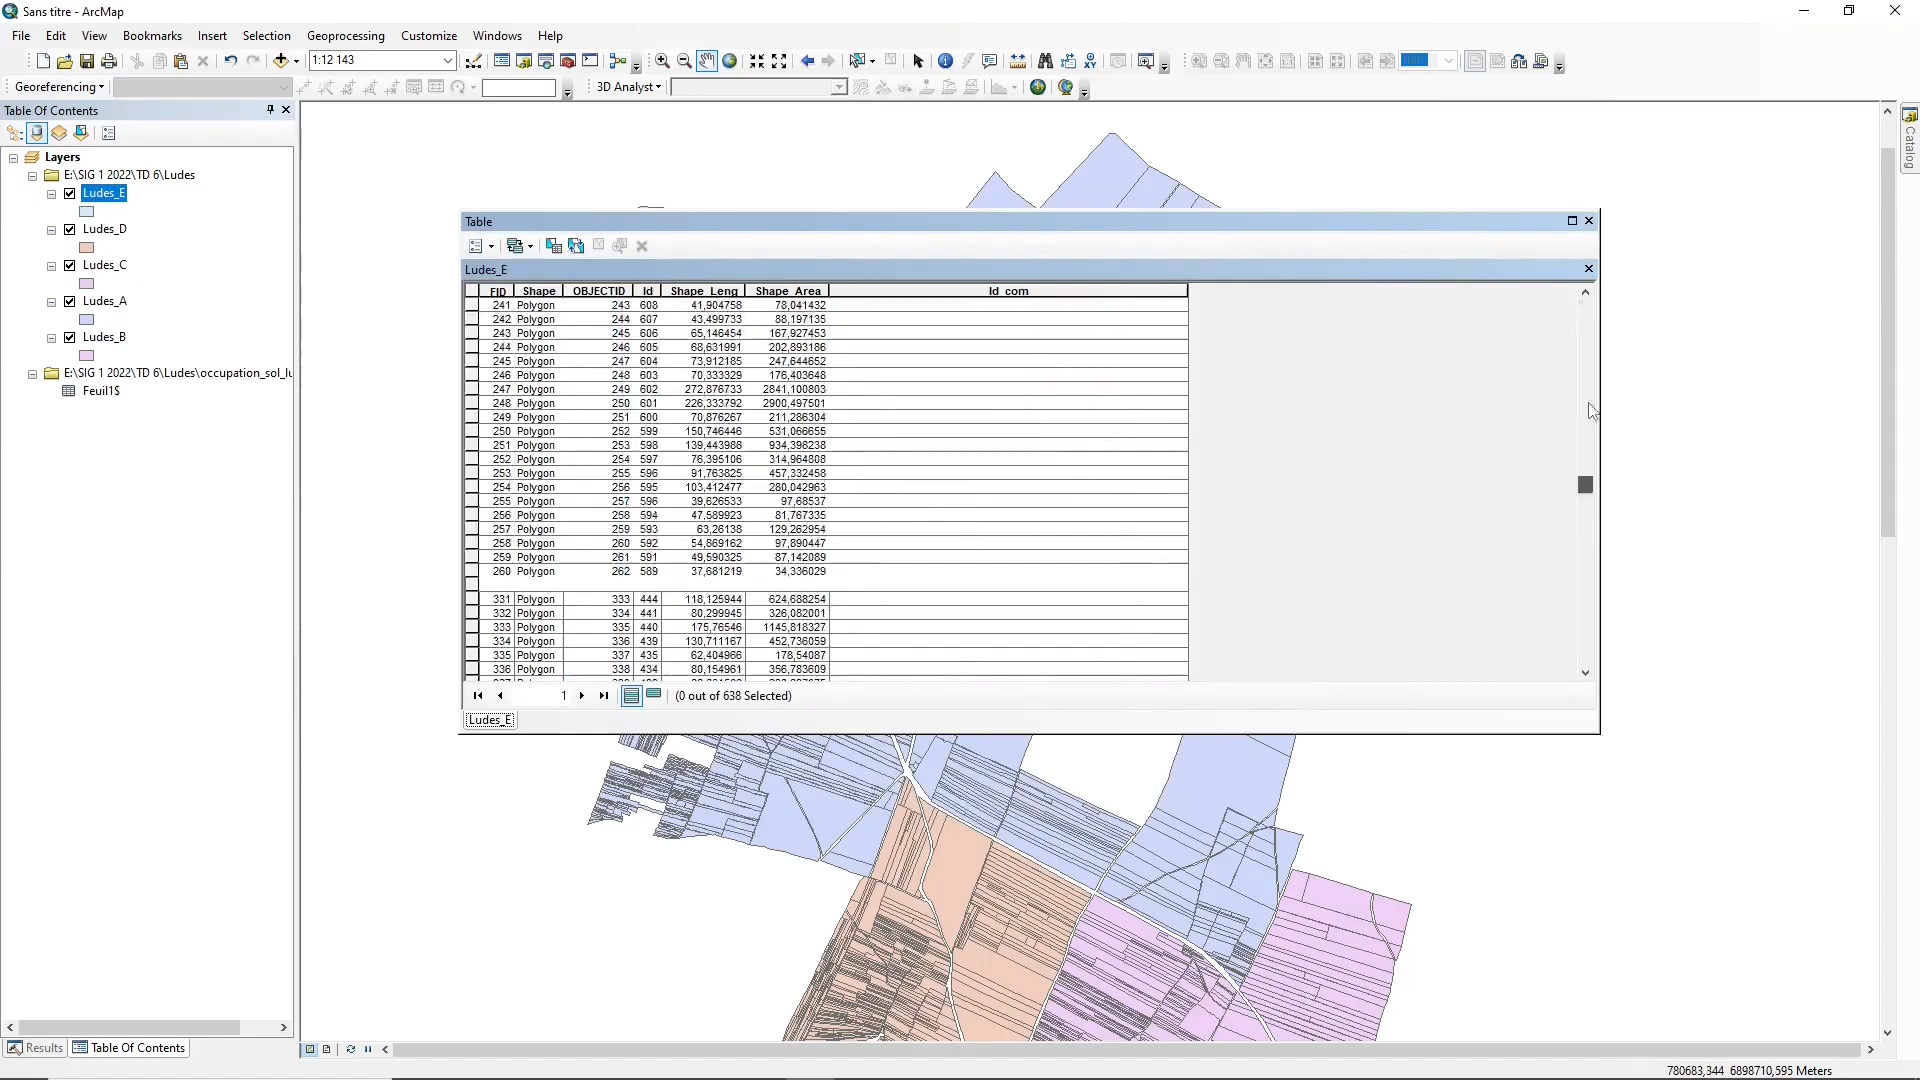 Sans titre - ArcMap
File Edit View Bookmarks Insert Selection Geoprocessing Customize Windows Help
1:12 143
Georeferencing 3D Analyst
Table Of Contents
Layers
E:\SIG 1 2022\TD 6\Ludes
Ludes_E
Ludes_D
Ludes_C
Ludes_A
Ludes_B
E:\SIG 1 2022\TD 6\Ludes\occupation_sol_lu
Feuil1$
Results Table Of Contents
Catalog
Table
Ludes_E
FID Shape OBJECTID Id Shape_Leng Shape_Area Id_com
241 Polygon 243 608 41,904758 78,041432
242 Polygon 244 607 43,499733 88,197135
243 Polygon 245 606 65,146454 167,927453
244 Polygon 246 605 68,631991 202,893186
245 Polygon 247 604 73,912185 247,644652
246 Polygon 248 603 70,333329 176,403648
247 Polygon 249 602 272,876733 2841,100803
248 Polygon 250 601 226,333792 2900,497501
249 Polygon 251 600 70,876267 211,286304
250 Polygon 252 599 150,746446 531,066655
251 Polygon 253 598 139,443988 934,398238
252 Polygon 254 597 76,395106 314,964808
253 Polygon 255 596 91,763825 457,332458
254 Polygon 256 595 103,412477 280,042963
255 Polygon 257 596 39,626533 97,68537
256 Polygon 258 594 47,589923 81,767335
257 Polygon 259 593 63,26138 129,262954
258 Polygon 260 592 54,869162 97,890447
259 Polygon 261 591 49,590325 87,142089
260 Polygon 262 589 37,681219 34,336029
331 Polygon 333 444 118,125944 624,688254
332 Polygon 334 441 80,299945 326,082001
333 Polygon 335 440 175,76546 1145,818327
334 Polygon 336 439 130,711167 452,736059
335 Polygon 337 435 62,404966 178,54087
336 Polygon 338 434 80,154961 356,783609
1 (0 out of 638 Selected)
Ludes_E
780683,344 6898710,595 Meters